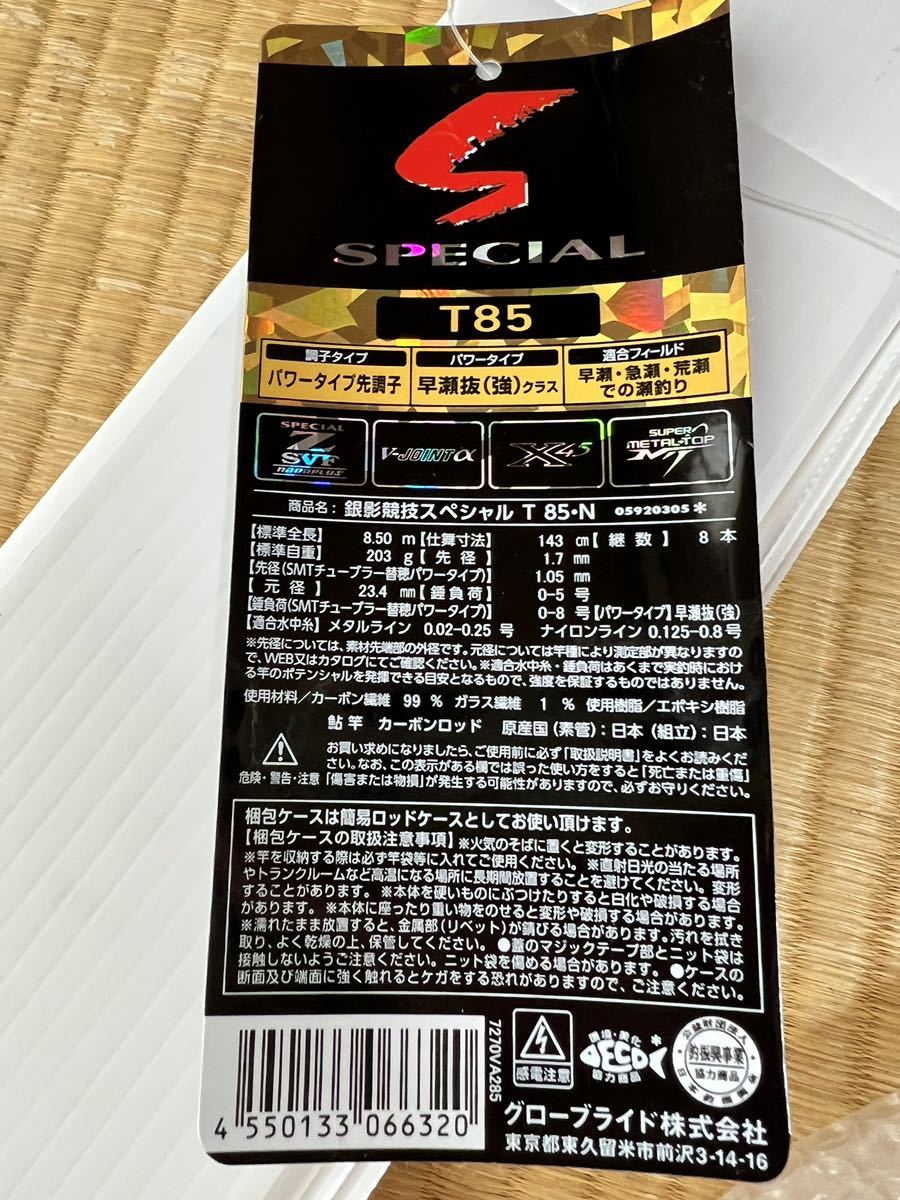 SPECIAL
T85
調子タイプ
パワータイプ先調子
パワータイプ
早瀬抜(強)クラス
適合フィールド
早瀬・急瀬・荒瀬
での瀬釣り
SPECIAL
Z
SVF
nanoplus
V-JOINTα
X45
SUPER
METAL・TOP
商品名: 銀影競技スペシャル T 85・N 05920305*
【標準全長】 8.50 m【仕舞寸法】 143 cm【継数】 8 本
【標準自重】 203 g【先径】 1.7 mm
【先径(SMTチューブラー替穂パワータイプ)】 1.05 mm
【元径】 23.4 mm【錘負荷】 0-5 号
【錘負荷(SMTチューブラー替穂パワータイプ)】 0-8 号【パワータイプ】早瀬抜(強)
【適合水中糸】メタルライン 0.02-0.25 号 ナイロンライン 0.125-0.8号
※先径については、素材先端部の外径です。元径については竿種により測定部が異なりますの
で、WEB又はカタログにてご確認ください。※適合水中糸・錘負荷はあくまで実釣時におけ
る竿のポテンシャルを発揮できる目安となるもので、強度を保証するものではありません。
使用材料/カーボン繊維 99 % ガラス繊維 1 % 使用樹脂/エポキシ樹脂
鮎竿 カーボンロッド 原産国(素管):日本(組立):日本
危険・警告・注意
お買い求めになりましたら、ご使用前に必ず「取扱説明書」をよくお読みくだ
さい。なお、この表示がある欄では誤った使い方をすると「死亡または重傷」
「傷害または物損」が発生する可能性がありますので、必ずお守りください。
梱包ケースは簡易ロッドケースとしてお使い頂けます。
【梱包ケースの取扱注意事項】※火気のそばに置くと変形することがあります。
※竿を収納する際は必ず竿袋等に入れてご使用ください。※直射日光の当たる場所
やトランクルームなど高温になる場所に長期間放置することを避けてください。変形
することがあります。※本体を硬いものにぶつけたりすると白化や破損する場合
があります。※本体に座ったり重い物をのせると変形や破損する場合があります。
※濡れたまま放置すると、金属部(リベット)が錆びる場合があります。汚れを拭き
取り、よく乾燥の上、保管してください。●蓋のマジックテープ部とニット袋は
接触しないようご注意ください。ニット袋を傷める場合があります。●ケースの
断面及び端面に強く触れるとケガをする恐れがありますので、ご注意ください。
4 550133 066320
7270VA285
感電注意
環境・美化
DECO
協力商品
公益財団法人
釣振興事業
協力商品
グローブライド株式会社
東京都東久留米市前沢3-14-16